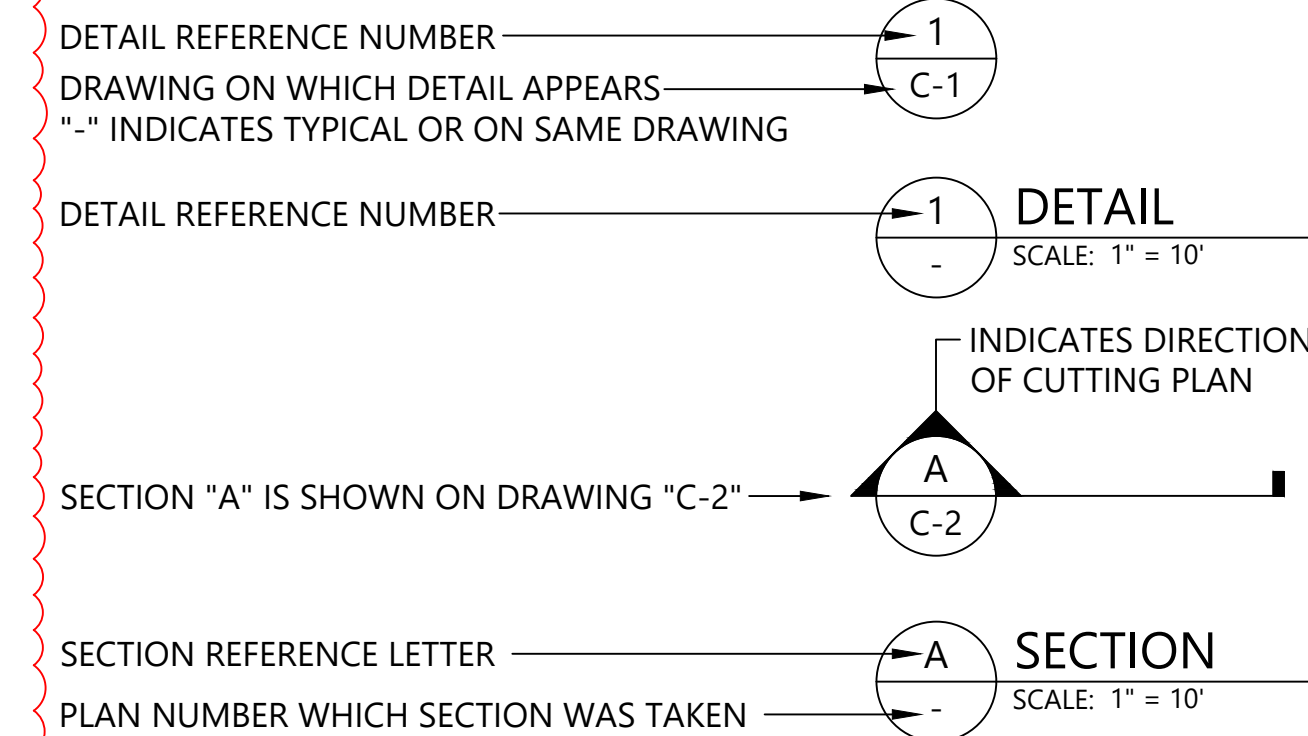 DETAIL REFERENCE NUMBER
1
DRAWING ON WHICH DETAIL APPEARS
C-1
"-" INDICATES TYPICAL OR ON SAME DRAWING
DETAIL REFERENCE NUMBER
1
DETAIL
-
SCALE: 1" = 10'
INDICATES DIRECTION
OF CUTTING PLAN
A
SECTION "A" IS SHOWN ON DRAWING "C-2"
C-2
SECTION REFERENCE LETTER
A
SECTION
SCALE: 1" = 10'
PLAN NUMBER WHICH SECTION WAS TAKEN
-